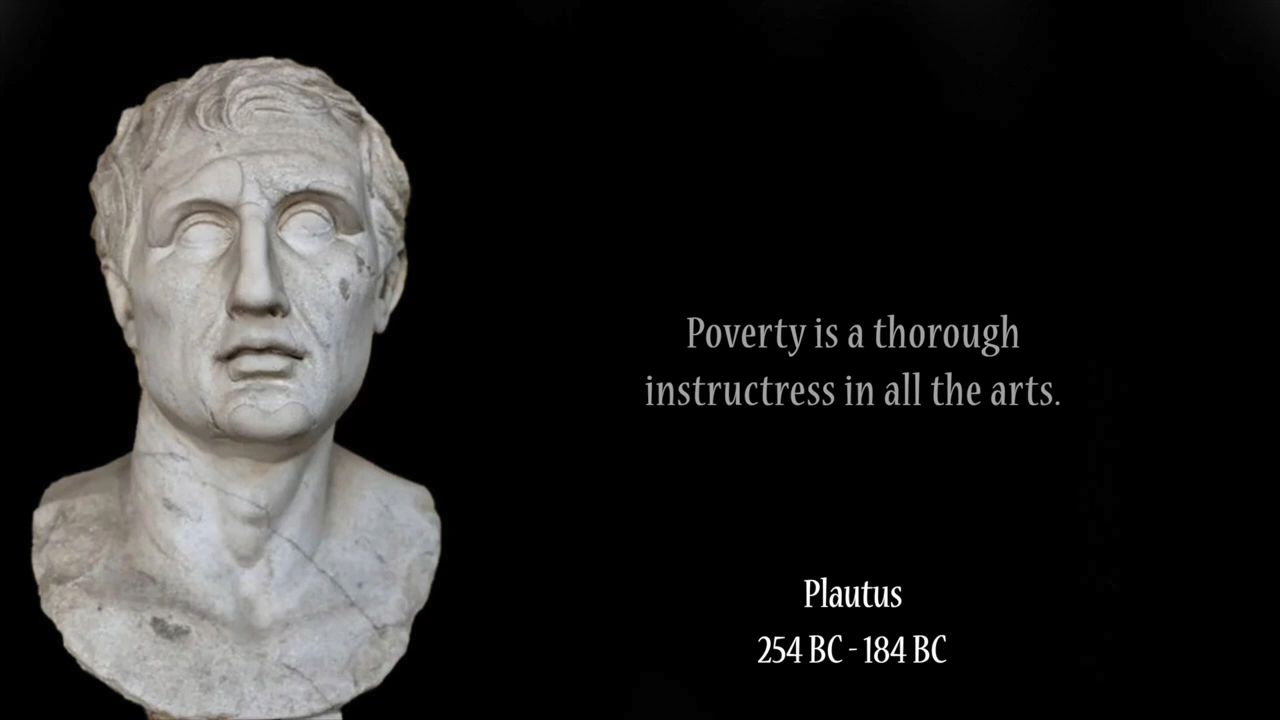 Poverty is a thorough
instructress in all the arts.
Plautus
254 BC - 184 BC